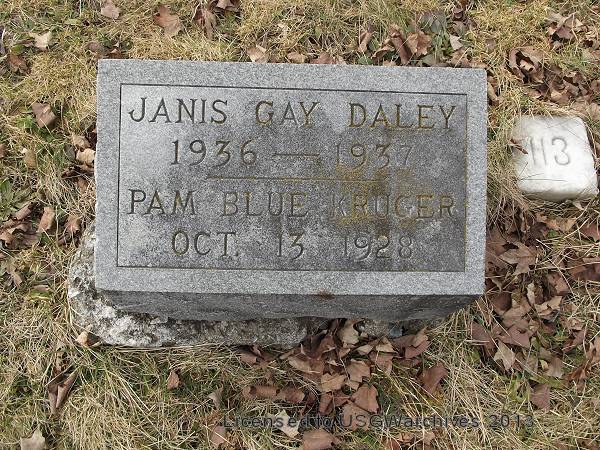 JANIS GAY DALEY
1936 — 1937
PAM BLUE KRUGER
OCT. 13 1928
113
Licensed to USGWarchives 2013